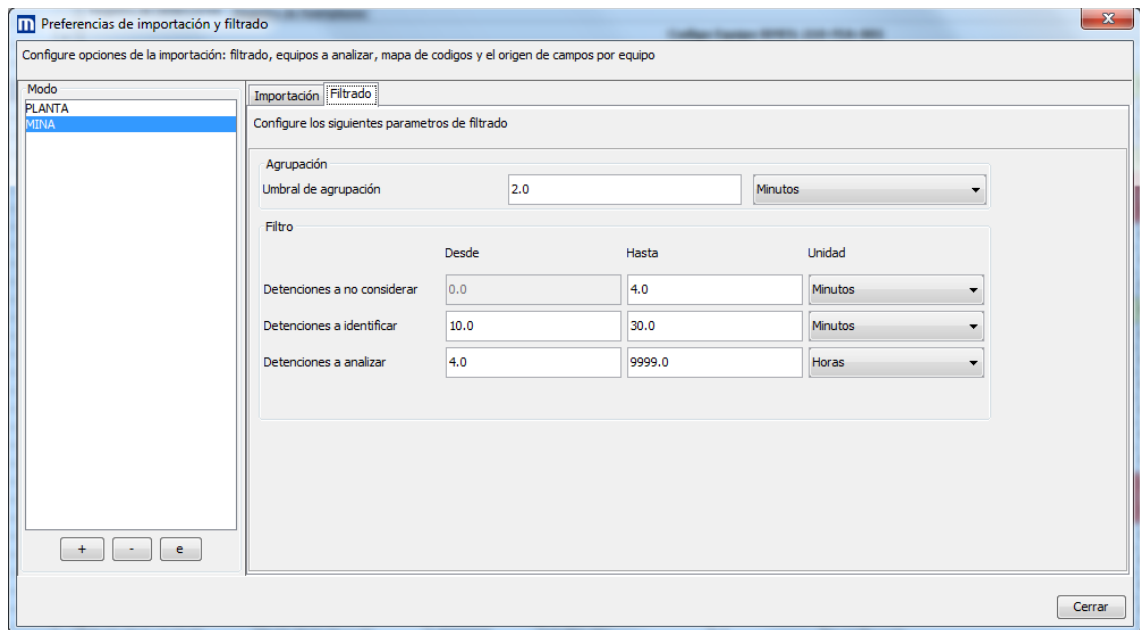 m Preferencias de importación y filtrado
Configure opciones de la importación: filtrado, equipos a analizar, mapa de codigos y el origen de campos por equipo
Modo
PLANTA
MINA
Importación Filtrado
Configure los siguientes parametros de filtrado
Agrupación
Umbral de agrupación 2.0 Minutos
Filtro
Desde Hasta Unidad
Detenciones a no considerar 0.0 4.0 Minutos
Detenciones a identificar 10.0 30.0 Minutos
Detenciones a analizar 4.0 9999.0 Horas
+ - e
Cerrar